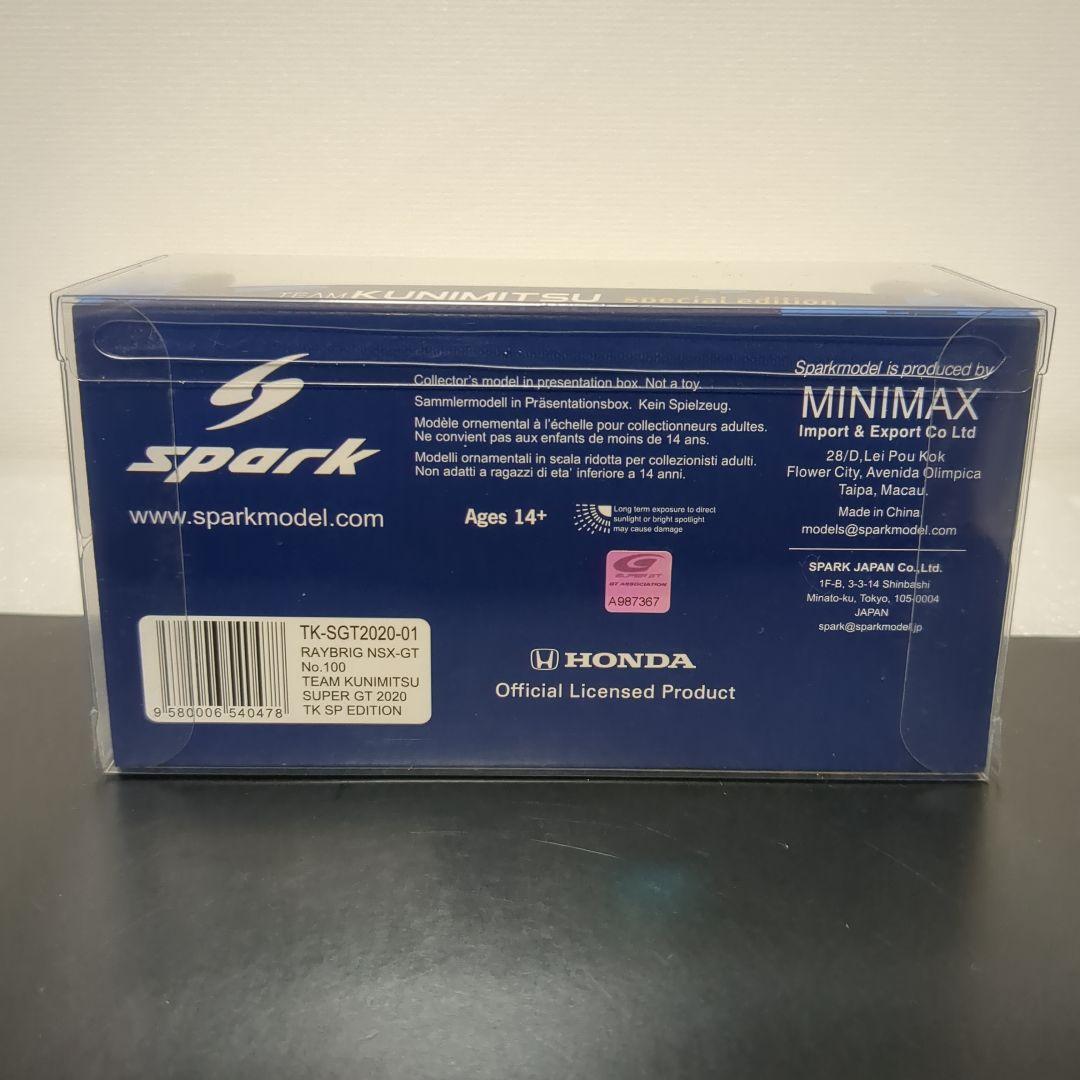 TEAM KUNIMITSU special edition
spark
www.sparkmodel.com
Collector's model in presentation box. Not a toy.
Sammlermodell in Präsentationsbox. Kein Spielzeug.
Modèle ornemental à l'échelle pour collectionneurs adultes.
Ne convient pas aux enfants de moins de 14 ans.
Modelli ornamentali in scala ridotta per collezionisti adulti.
Non adatti a ragazzi di eta' inferiore a 14 anni.
Ages 14+
Long term exposure to direct
sunlight or bright spotlight
may cause damage
SUPER GT
GT ASSOCIATION
A987367
Sparkmodel is produced by
MINIMAX
Import & Export Co Ltd
28/D, Lei Pou Kok
Flower City, Avenida Olimpica
Taipa, Macau.
Made in China
models@sparkmodel.com
SPARK JAPAN Co., Ltd.
1F-B, 3-3-14 Shinbashi
Minato-ku, Tokyo, 105-0004
JAPAN
spark@sparkmodel.jp
TK-SGT2020-01
RAYBRIG NSX-GT
No.100
TEAM KUNIMITSU
SUPER GT 2020
TK SP EDITION
9 580006 540478
HONDA
Official Licensed Product